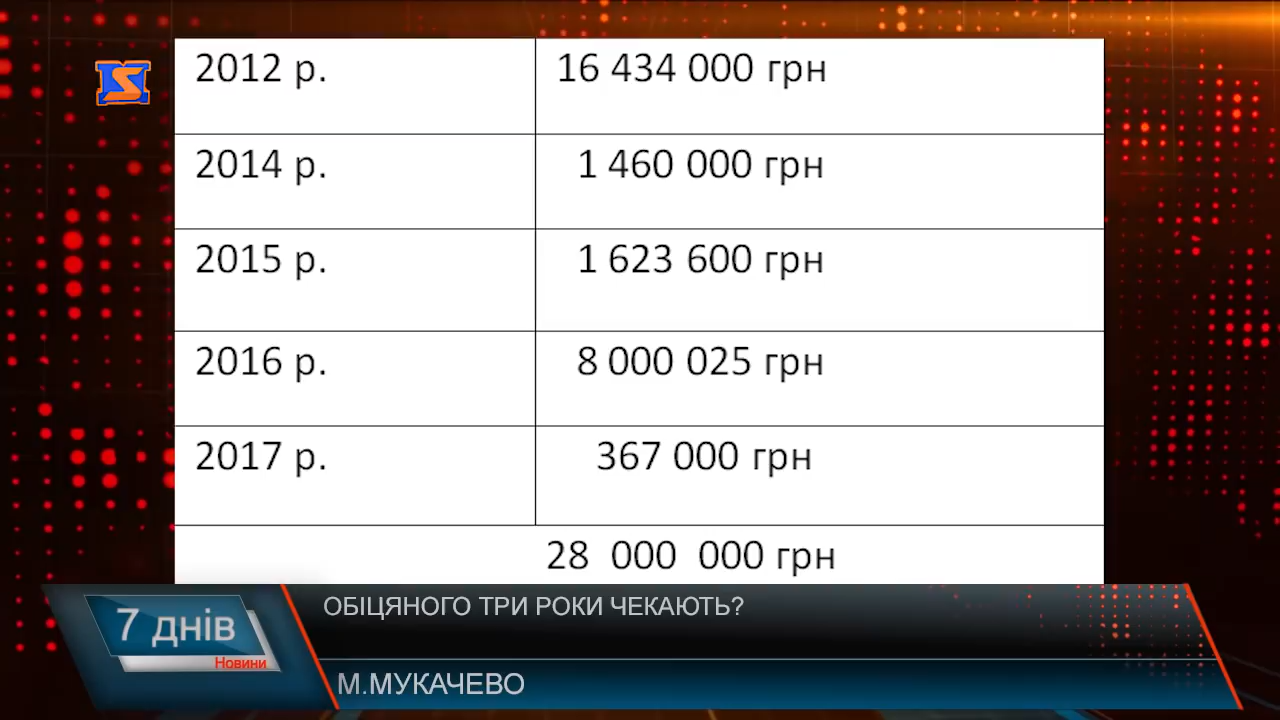 2012 р. 16 434 000 грн
2014 р. 1 460 000 грн
2015 р. 1 623 600 грн
2016 р. 8 000 025 грн
2017 р. 367 000 грн
28 000 000 грн
ОБІЦЯНОГО ТРИ РОКИ ЧЕКАЮТЬ?
7 днів
Новини
М.МУКАЧЕВО